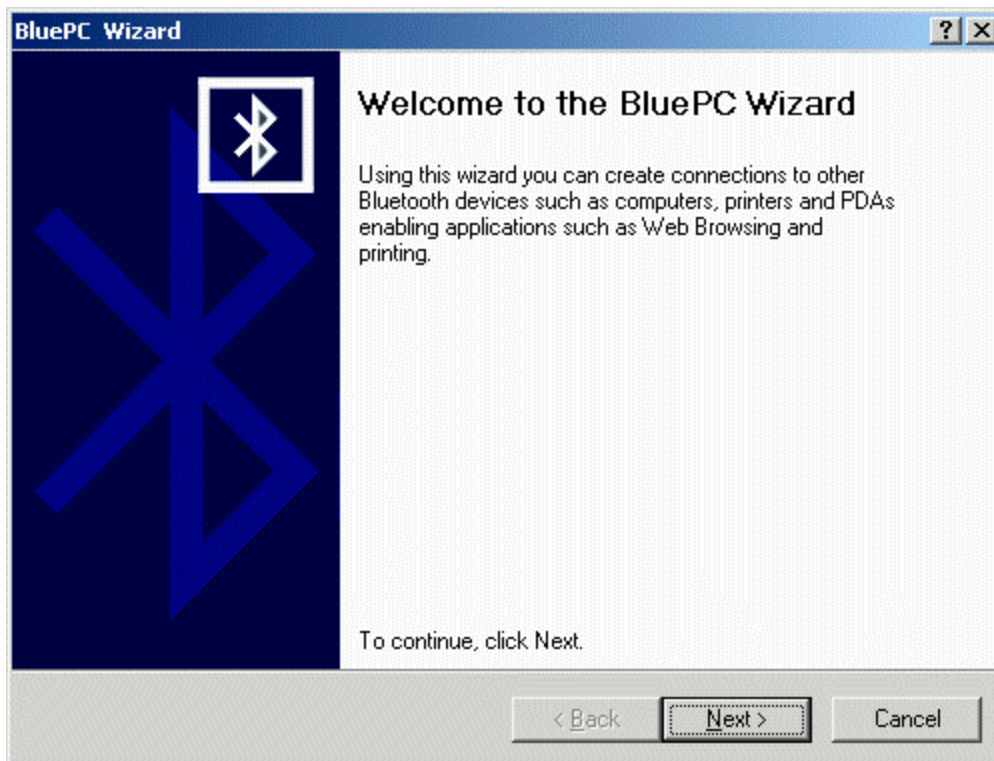 BluePC Wizard
Welcome to the BluePC Wizard
Using this wizard you can create connections to other
Bluetooth devices such as computers, printers and PDAs
enabling applications such as Web Browsing and
printing.
To continue, click Next.
< Back Next > Cancel